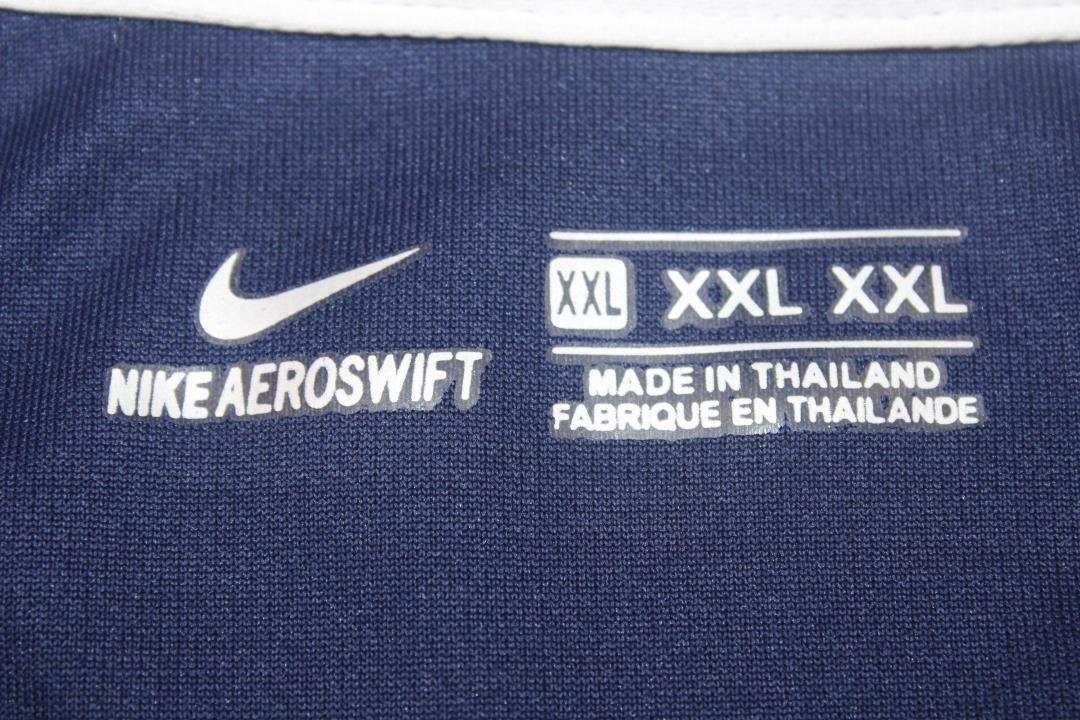 NIKE AEROSWIFT
XXL XXL XXL
MADE IN THAILAND
FABRIQUE EN THAILANDE